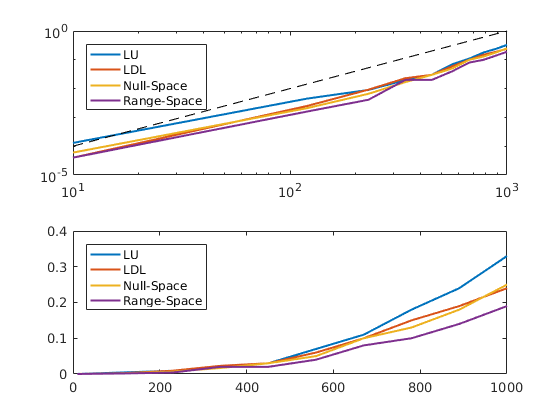 10^0
LU
LDL
Null-Space
Range-Space
10^-5
10^1 10^2 10^3
0.4
LU
LDL
0.3
Null-Space
Range-Space
0.2
0.1
0
0 200 400 600 800 1000